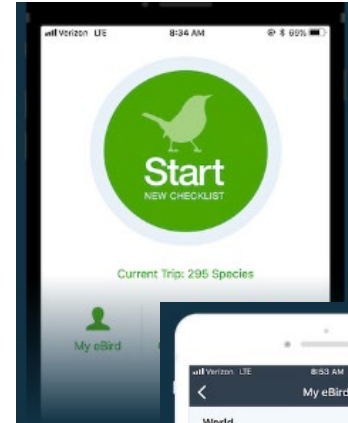 Verizon LTE 8:34 AM 69%
Start
NEW CHECKLIST
Current Trip: 295 Species
My eBird
Verizon LTE 8:53 AM
My eBird
World